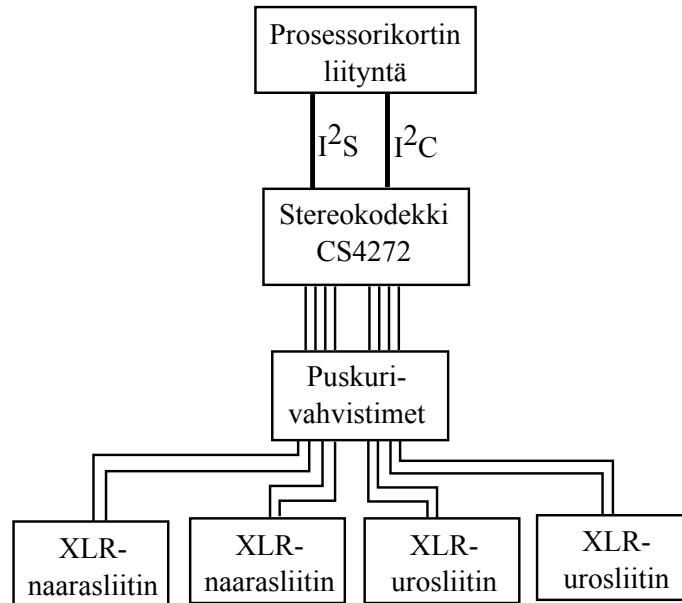 Prosessorikortin
liityntä
I²S
I²C
Stereokodekki
CS4272
Puskuri-
vahvistimet
XLR-
naarasliitin
XLR-
naarasliitin
XLR-
urosliitin
XLR-
urosliitin